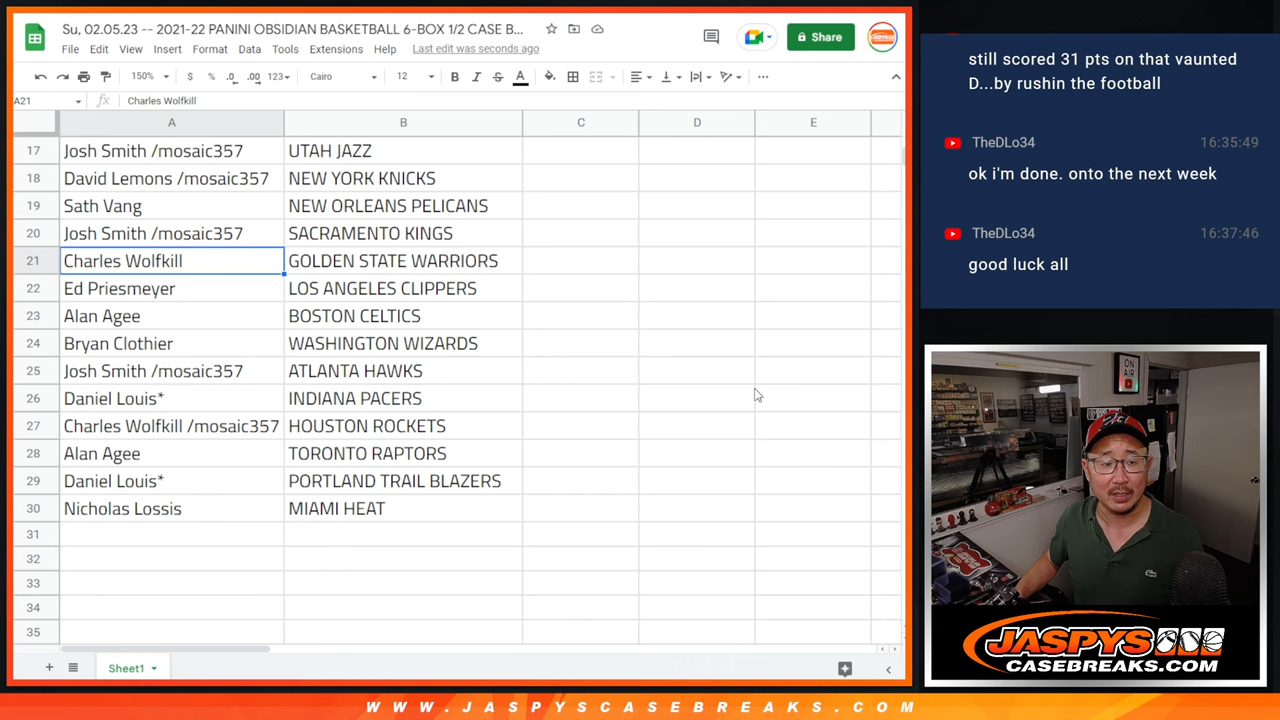 Su, 02.05.23 -- 2021-22 PANINI OBSIDIAN BASKETBALL 6-BOX 1/2 CASE B...
Share
File Edit View Insert Format Data Tools Extensions Help Last edit was seconds ago
150% $ % .0 .00 123 Cairo 12 B I S A
A21 fx Charles Wolfkill
A B C D E
17 Josh Smith /mosaic357 UTAH JAZZ
18 David Lemons /mosaic357 NEW YORK KNICKS
19 Sath Vang NEW ORLEANS PELICANS
20 Josh Smith /mosaic357 SACRAMENTO KINGS
21 Charles Wolfkill GOLDEN STATE WARRIORS
22 Ed Priesmeyer LOS ANGELES CLIPPERS
23 Alan Agee BOSTON CELTICS
24 Bryan Clothier WASHINGTON WIZARDS
25 Josh Smith /mosaic357 ATLANTA HAWKS
26 Daniel Louis* INDIANA PACERS
27 Charles Wolfkill /mosaic357 HOUSTON ROCKETS
28 Alan Agee TORONTO RAPTORS
29 Daniel Louis* PORTLAND TRAIL BLAZERS
30 Nicholas Lossis MIAMI HEAT
31
32
33
34
35
Sheet1
still scored 31 pts on that vaunted
D...by rushin the football
TheDLo34 16:35:49
ok i'm done. onto the next week
TheDLo34 16:37:46
good luck all
ON
AIR
JASPYS
CASEBREAKS.COM
WWW.JASPYSCASEBREAKS.COM